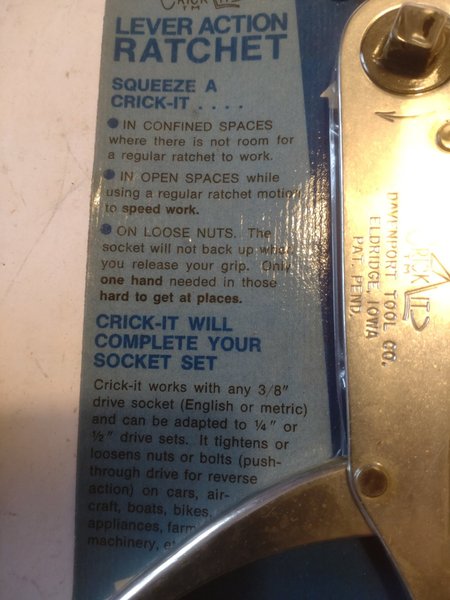 CRICK ITS
TM
LEVER ACTION
RATCHET
SQUEEZE A
CRICK-IT . . . .
● IN CONFINED SPACES
where there is not room for
a regular ratchet to work.
● IN OPEN SPACES while
using a regular ratchet motion
to speed work.
● ON LOOSE NUTS. The
socket will not back up when
you release your grip. Only
one hand needed in those
hard to get at places.
CRICK-IT WILL
COMPLETE YOUR
SOCKET SET
Crick-it works with any 3/8"
drive socket (English or metric)
and can be adapted to ¼" or
½" drive sets. It tightens or
loosens nuts or bolts (push-
through drive for reverse
action) on cars, air-
craft, boats, bikes,
appliances, farm
machinery,
TM
DAVENPORT TOOL CO.
ELDRIDGE, IOWA
PAT. PEND.